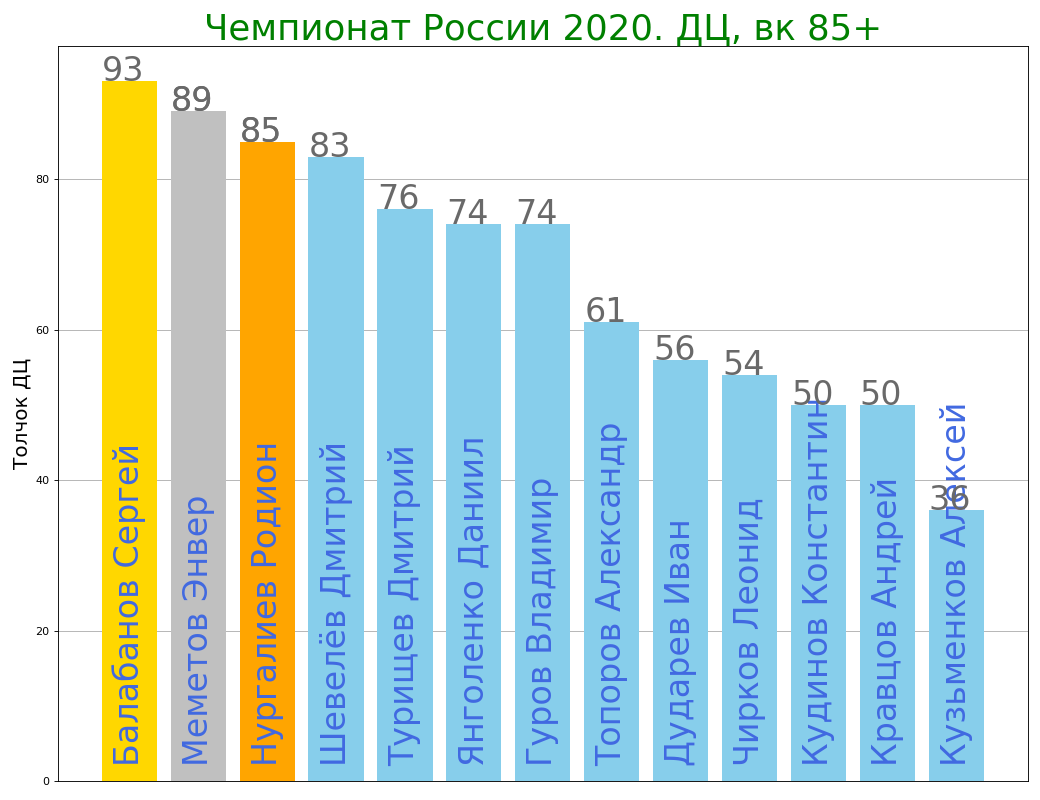 Чемпионат России 2020. ДЦ, вк 85+
Толчок ДЦ
80
60
40
20
0
93
89
85
83
76
74
74
61
56
54
50
50
36
Балабанов Сергей
Меметов Энвер
Нургалиев Родион
Шевелёв Дмитрий
Турищев Дмитрий
Янголенко Даниил
Гуров Владимир
Топоров Александр
Дударев Иван
Чирков Леонид
Кудинов Константин
Кравцов Андрей
Кузьменков Алексей